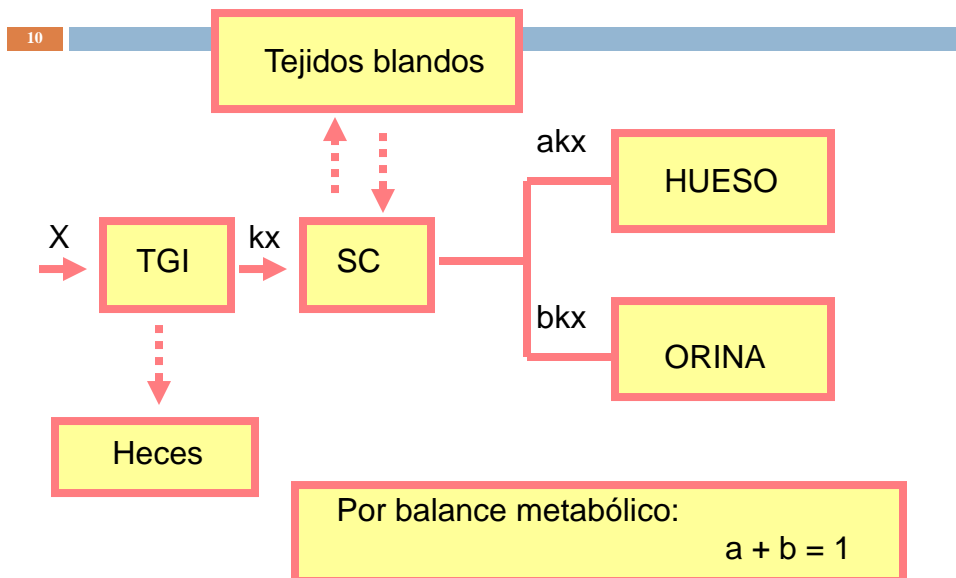 10
Tejidos blandos
akx
HUESO
X
TGI
kx
SC
bkx
ORINA
Heces
Por balance metabólico:
a + b = 1